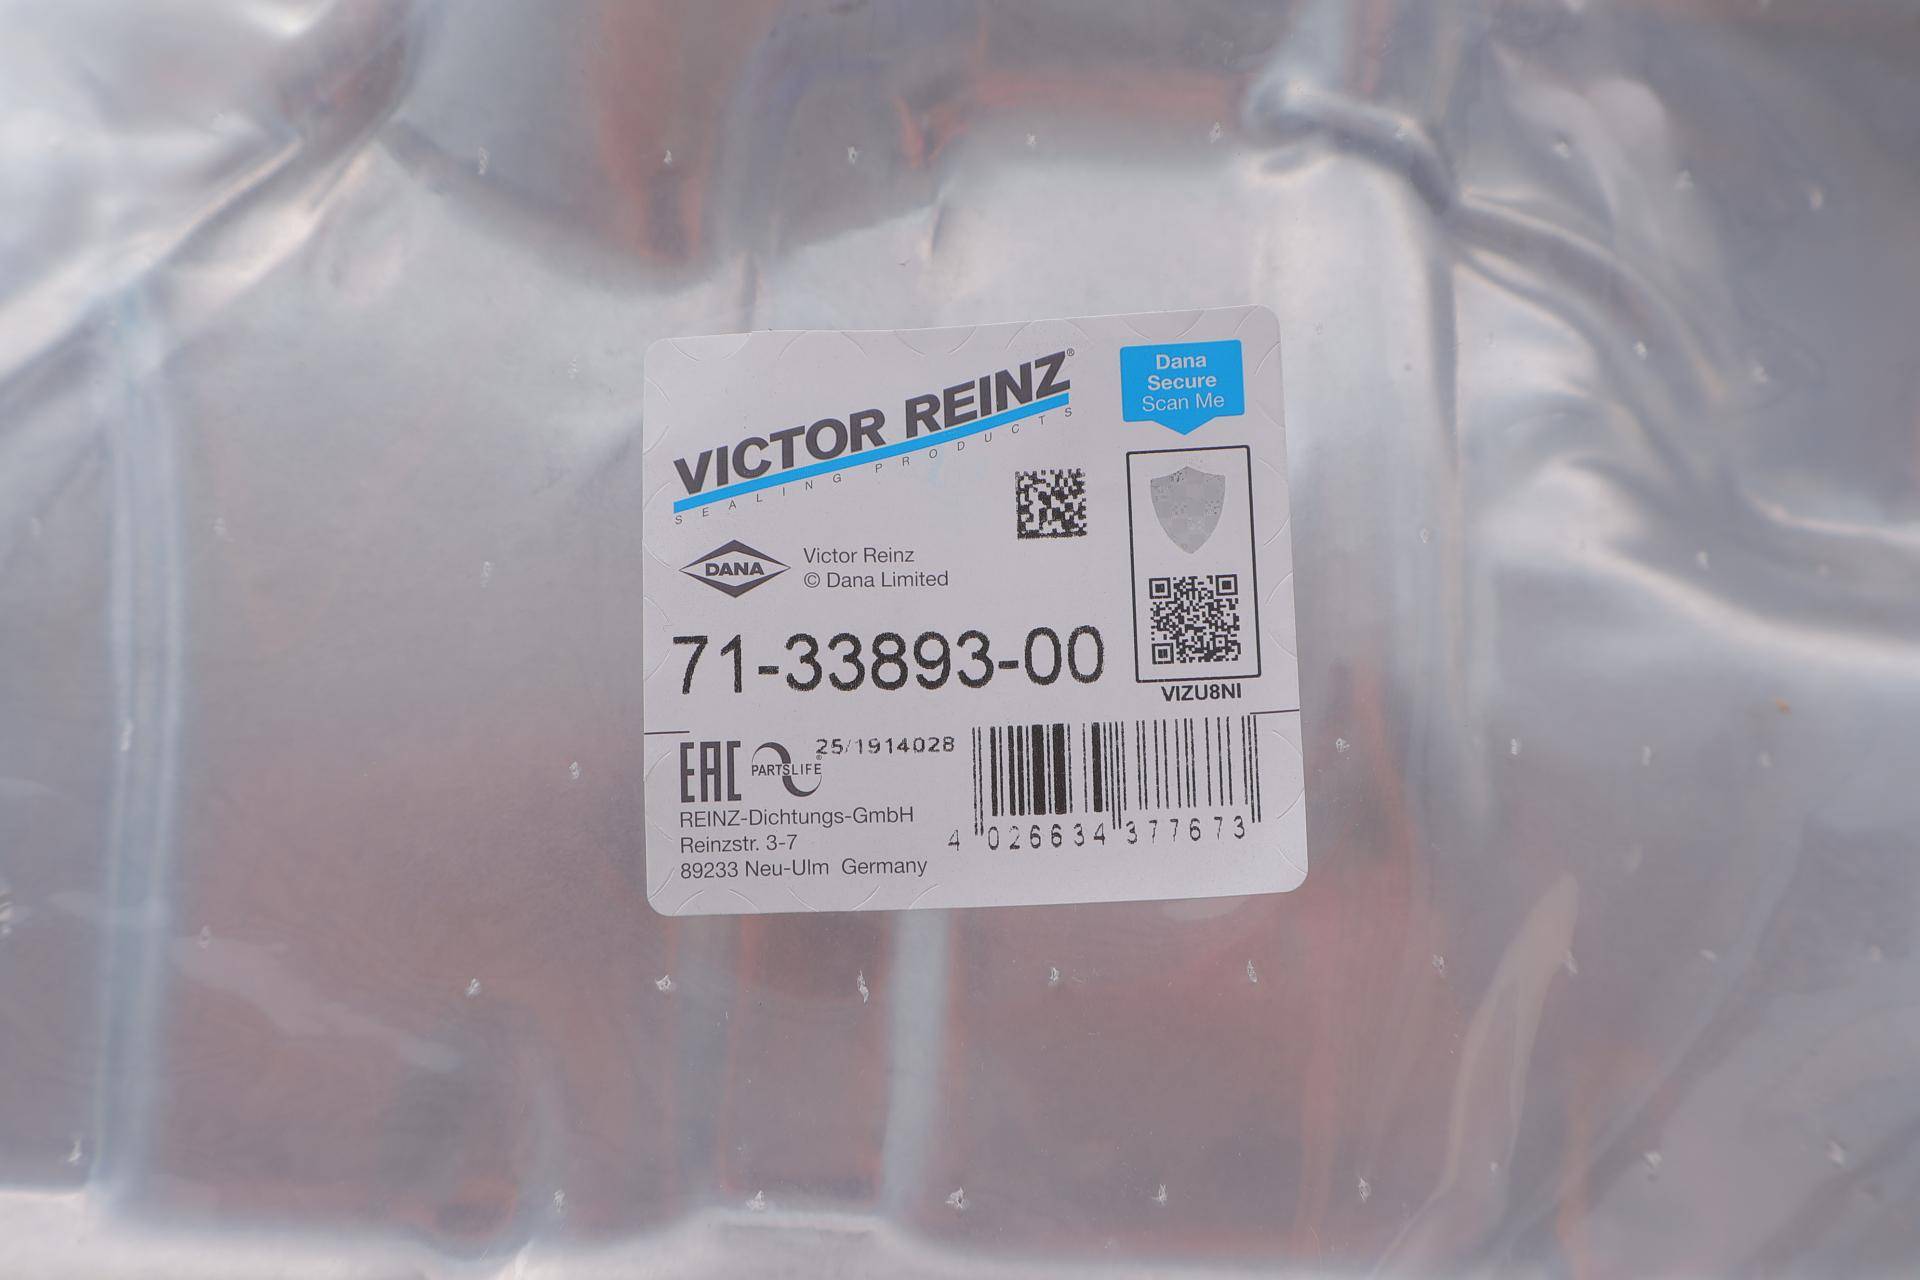 VICTOR REINZ®
SEALING PRODUCTS
Dana
Secure
Scan Me
DANA
Victor Reinz
© Dana Limited
71-33893-00
VIZU8NI
EAC
PARTSLIFE®
25/1914028
REINZ-Dichtungs-GmbH
Reinzstr. 3-7
89233 Neu-Ulm Germany
4 026634 377673